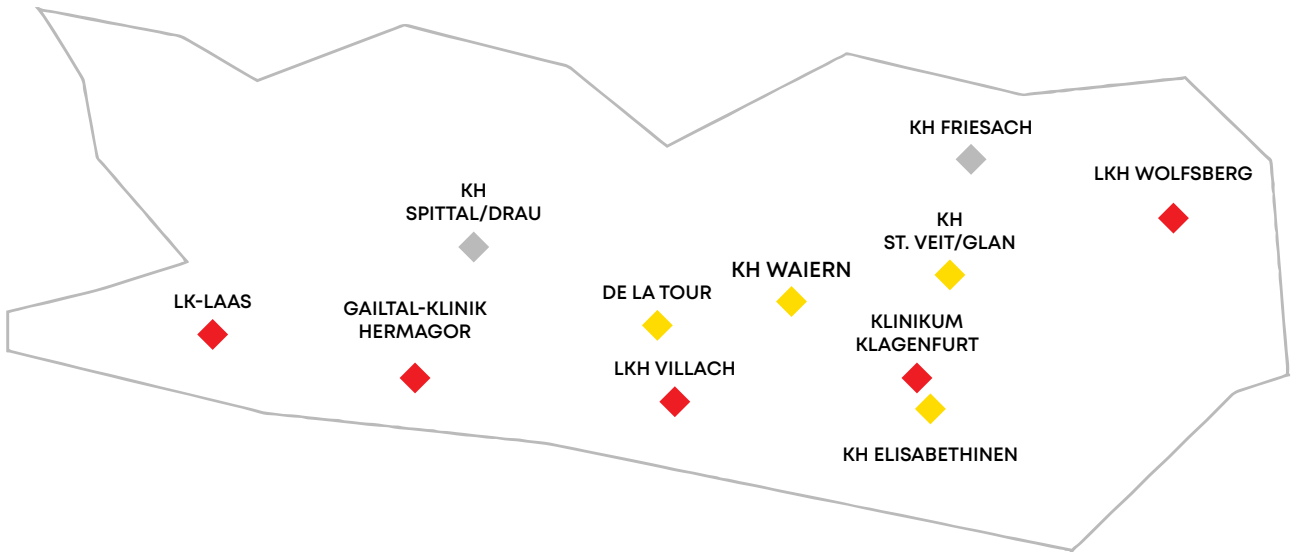 KH FRIESACH
LKH WOLFSBERG
KH
SPITTAL/DRAU
KH
ST. VEIT/GLAN
KH WAIERN
DE LA TOUR
LK-LAAS
GAILTAL-KLINIK
HERMAGOR
KLINIKUM
KLAGENFURT
LKH VILLACH
KH ELISABETHINEN